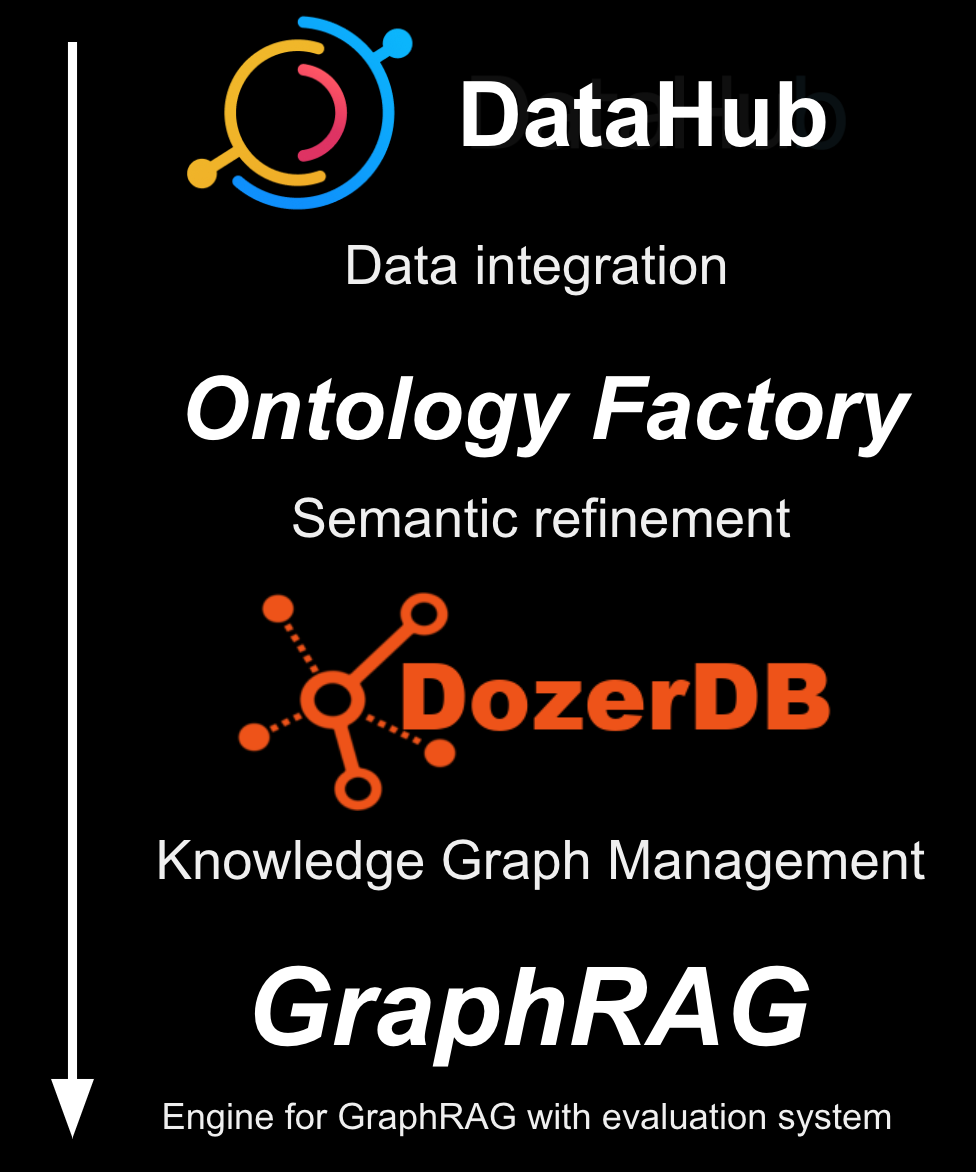 DataHub
Data integration
Ontology Factory
Semantic refinement
DozerDB
Knowledge Graph Management
GraphRAG
Engine for GraphRAG with evaluation system